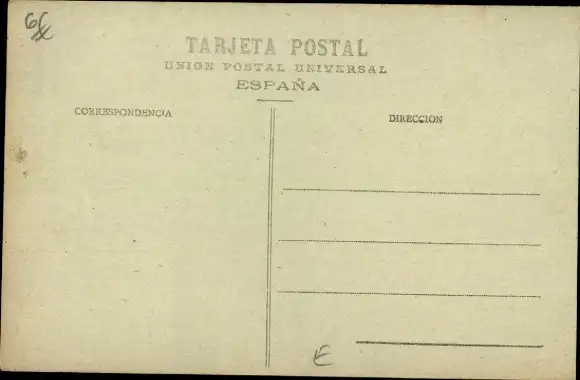 TARJETA POSTAL
UNION POSTAL UNIVERSAL
ESPAÑA
CORRESPONDENCIA
DIRECCION
E